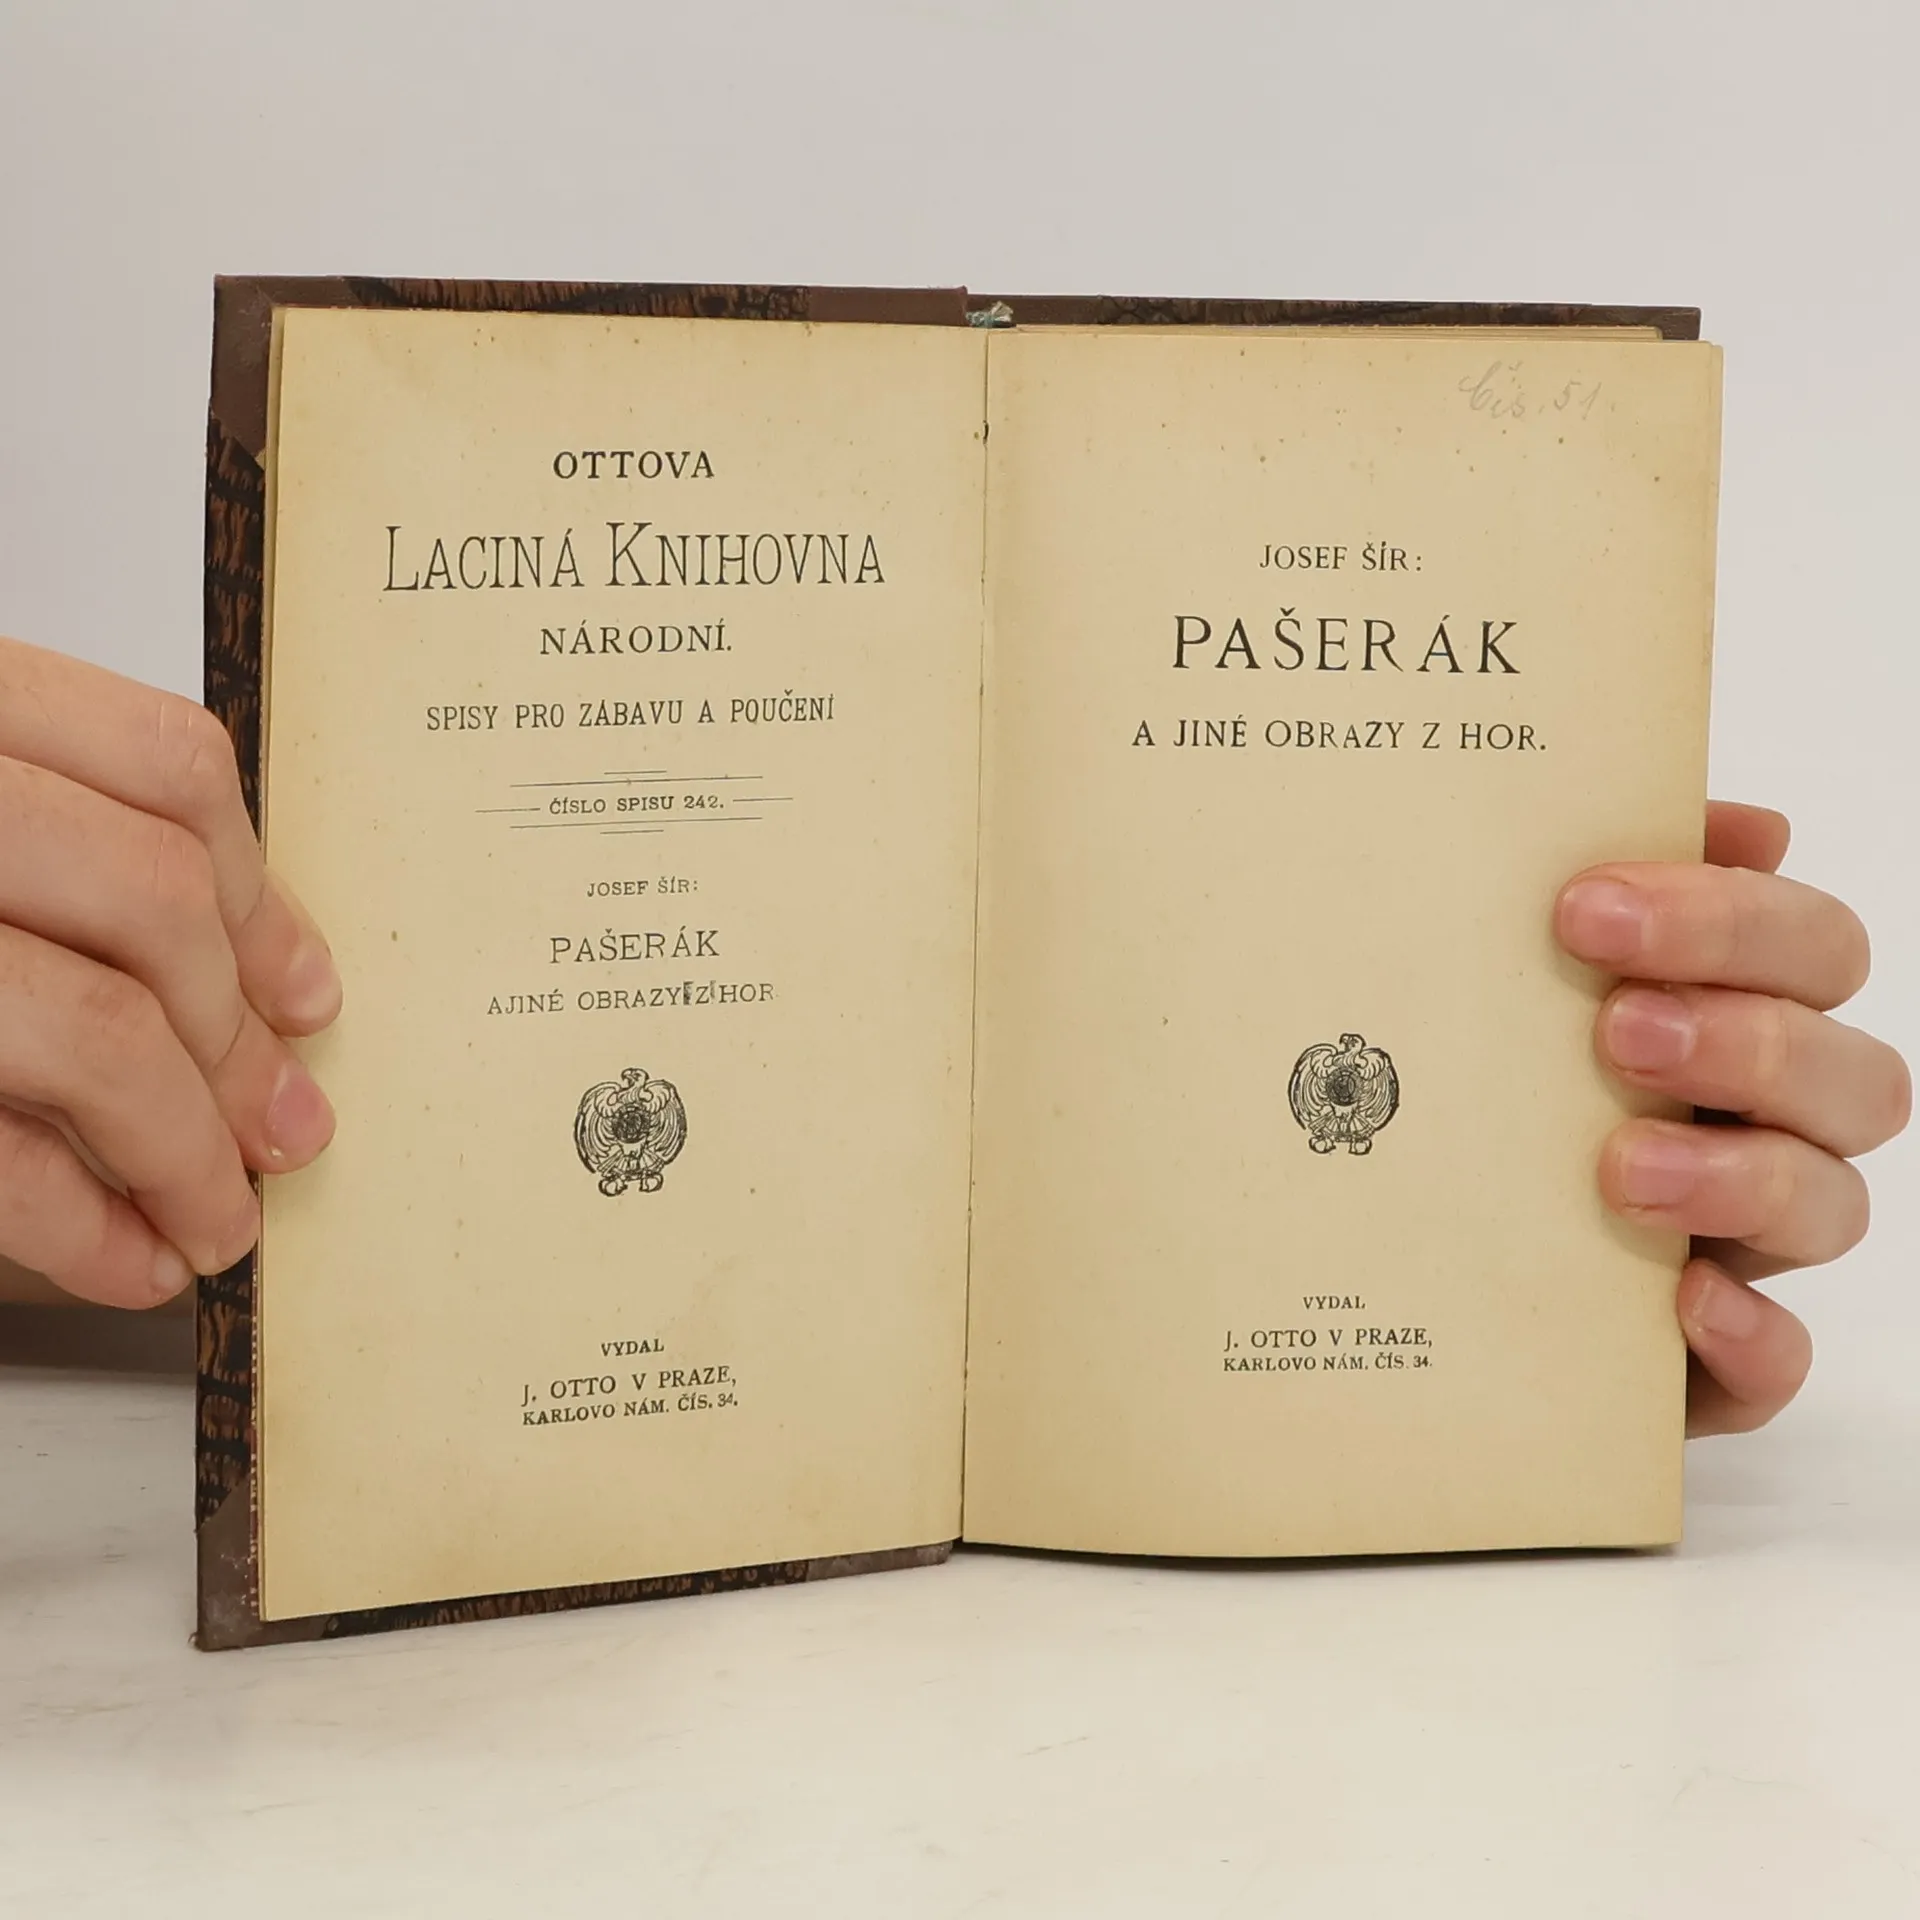 OTTOVA
LACINÁ KNIHOVNA
NÁRODNÍ.
SPISY PRO ZÁBAVU A POUČENÍ
ČÍSLO SPISU 242.
JOSEF ŠÍR:
PAŠERÁK
A JINÉ OBRAZY Z HOR
VYDAL
J. OTTO V PRAZE,
KARLOVO NÁM. ČÍS. 34.
Čís. 51.
JOSEF ŠÍR:
PAŠERÁK
A JINÉ OBRAZY Z HOR.
VYDAL
J. OTTO V PRAZE,
KARLOVO NÁM. ČÍS. 34.